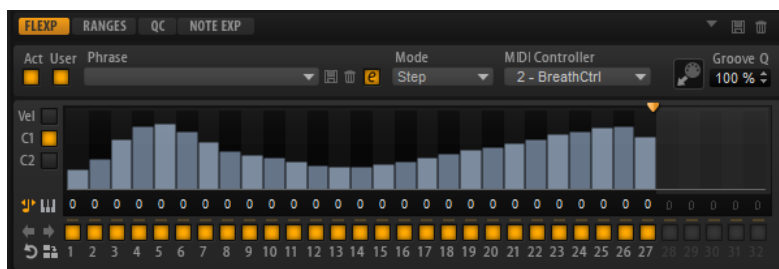 FLEXP RANGES QC NOTE EXP
Act User Phrase Mode MIDI Controller Groove Q
e Step 2 - BreathCtrl 100 %
Vel
C1
C2
0 0 0 0 0 0 0 0 0 0 0 0 0 0 0 0 0 0 0 0 0 0 0 0 0 0 0 0 0 0 0 0
1 2 3 4 5 6 7 8 9 10 11 12 13 14 15 16 17 18 19 20 21 22 23 24 25 26 27 28 29 30 31 32